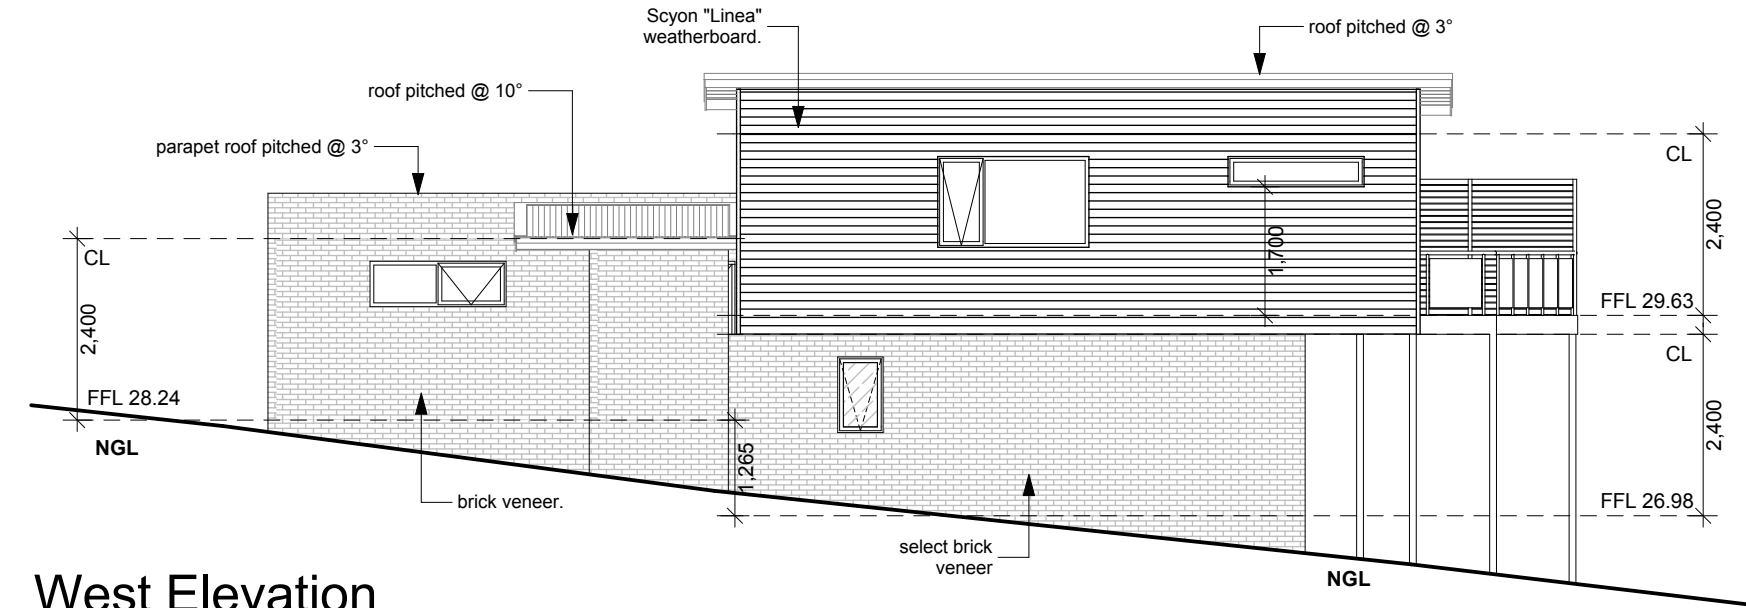 Scyon "Linea"
weatherboard.
roof pitched @ 3°
roof pitched @ 10°
parapet roof pitched @ 3°
CL
CL
2,400
1,700
2,400
FFL 29.63
CL
FFL 28.24
NGL
2,400
1,265
brick veneer.
FFL 26.98
select brick
veneer
NGL
West Elevation